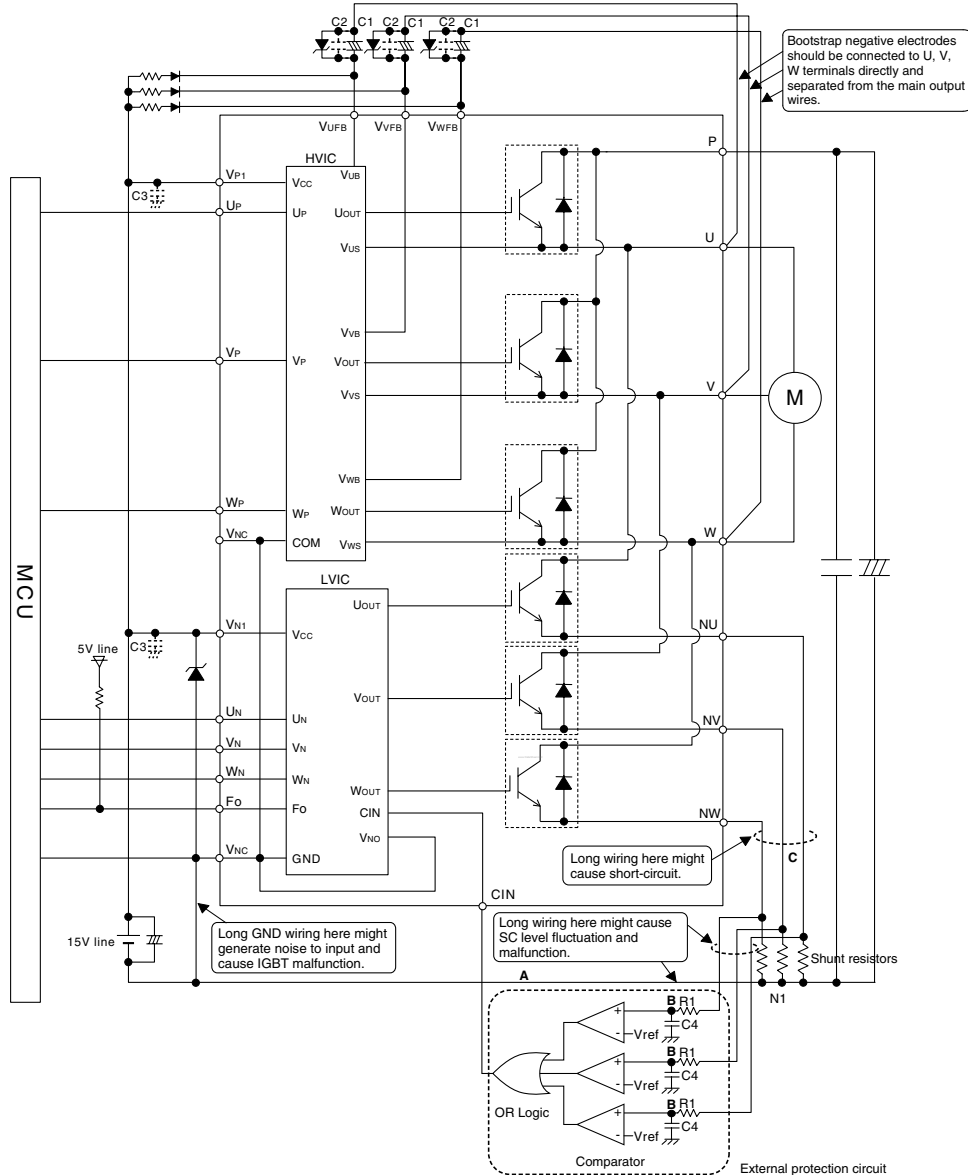 C2 C1 C2 C1 C2 C1
Bootstrap negative electrodes
should be connected to U, V,
W terminals directly and
separated from the main output
wires.
VUFB VVFB VWFB
P
HVIC
VP1
VCC
VUB
C3
UP
UP
UOUT
U
VUS
VVB
VP
VP
VOUT
V
VVS
M
VWB
WP
WP
WOUT
W
VNC
COM
VWS
MCU
LVIC
UOUT
VN1
VCC
NU
C3
5V line
VOUT
UN
UN
NV
VN
VN
WN
WN
WOUT
FO
FO
CIN
NW
VNO
VNC
GND
C
Long wiring here might
cause short-circuit.
CIN
15V line
Long GND wiring here might
generate noise to input and
cause IGBT malfunction.
Long wiring here might cause
SC level fluctuation and
malfunction.
Shunt resistors
A
N1
B R1
+
C4
- Vref
B R1
+
C4
- Vref
OR Logic
B R1
+
C4
- Vref
Comparator
External protection circuit